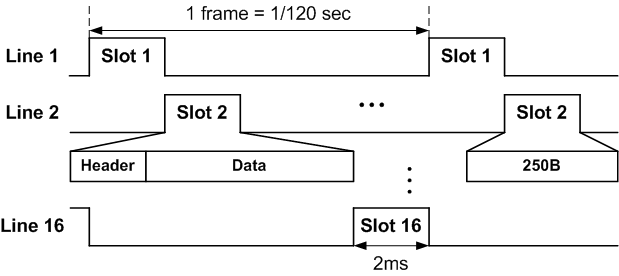 1 frame = 1/120 sec
Line 1 Slot 1 Slot 1
Line 2 Slot 2 ... Slot 2
Header Data 250B
Line 16 Slot 16
2ms